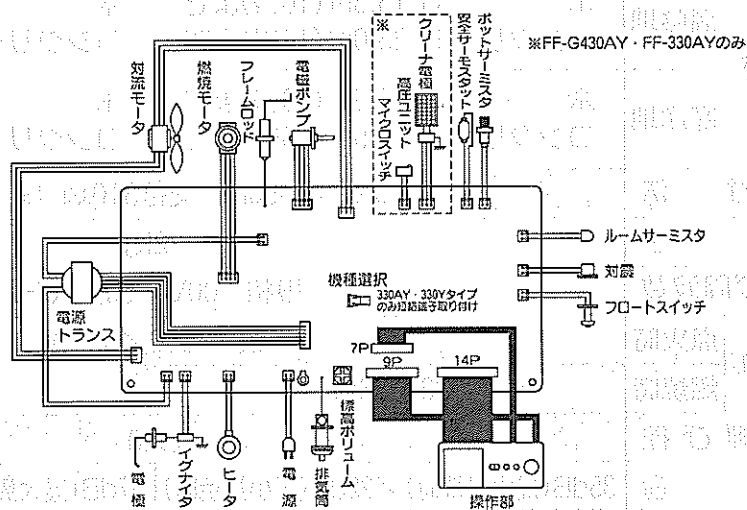 ※FF-G430AY・FF-330AYのみ
対流モータ
燃焼モータ
フレームロッド
電磁ポンプ
※
マイクロスイッチ
高圧ユニット
クリーナ電極
安全サーモスタット
ポットサーミスタ
ルームサーミスタ
対震
フロートスイッチ
機種選択
330AY・330Yタイプ
のみ短絡端子取り付け
電源
トランス
7P
9P
14P
電極
イグナイタ
ヒータ
電源
排気筒
標高ボリューム
操作部